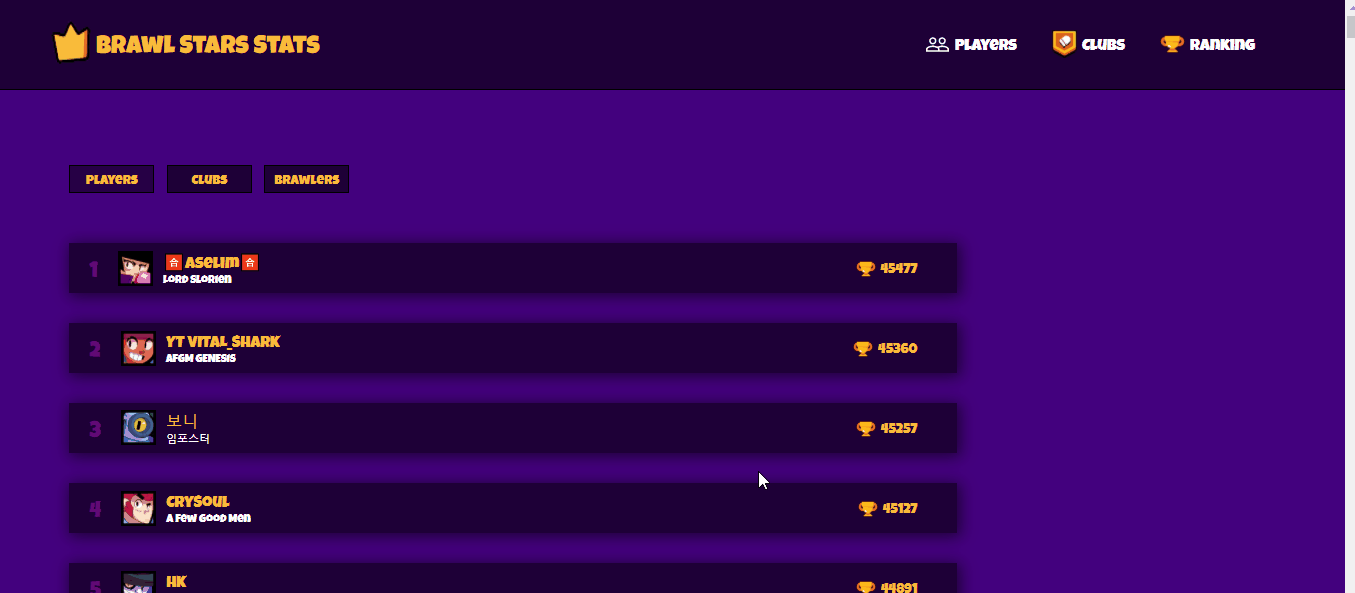 BRAWL STARS STATS
PLAYERS
CLUBS
RANKING
PLAYERS
CLUBS
BRAWLERS
1
🈴 Aselim 🈴
Lord Slorien
45477
2
YT VITAL_SHARK
AFGM GENESIS
45360
3
보니
임포스터
45257
4
CRYSOUL
A Few Good Men
45127
5
HK
44891